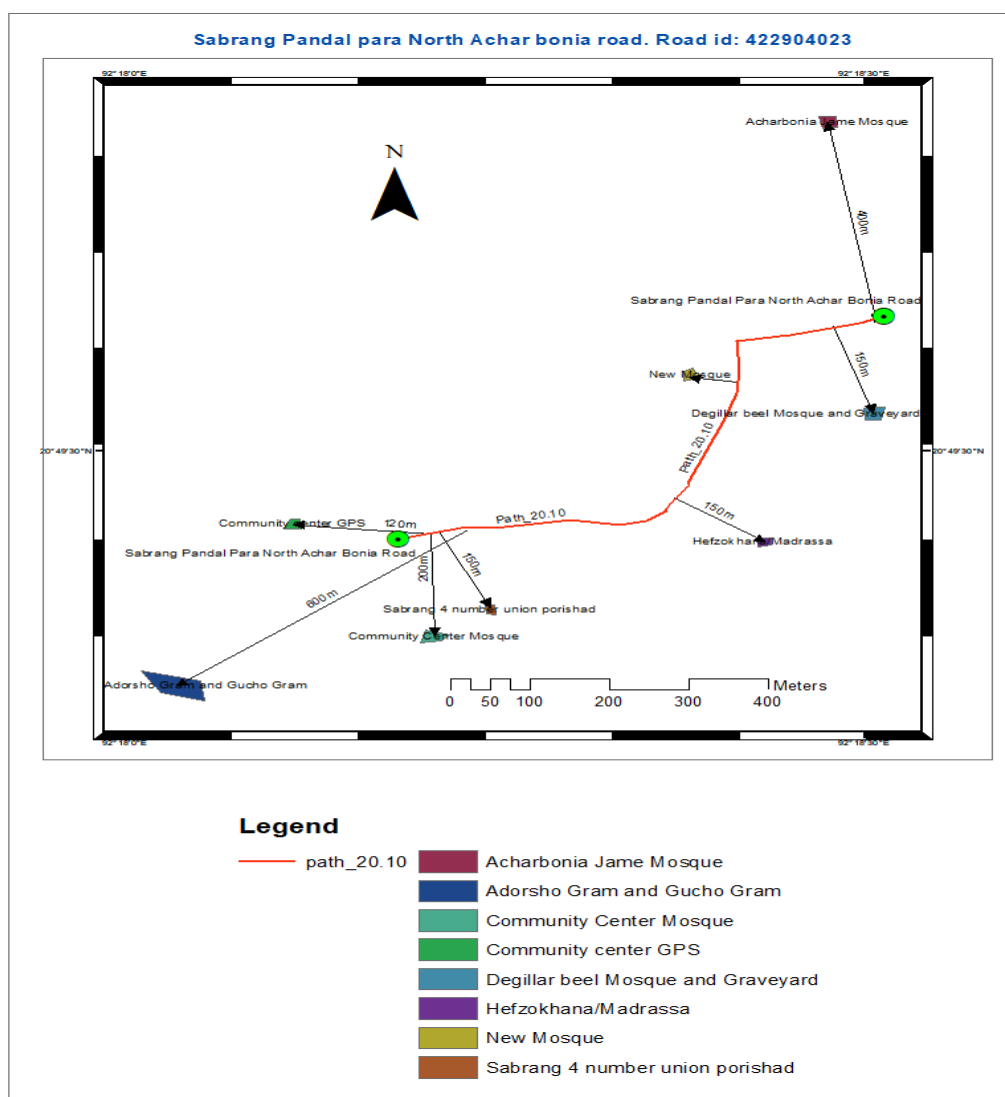 Sabrang Pandal para North Achar bonia road. Road id: 422904023
92°18'0"E
92°18'30"E
Acharbonia Jame Mosque
N
400m
Sabrang Pandal Para North Achar Bonia Road
150m
New Mosque
Degillar beel Mosque and Graveyard
Path_20.10
20°49'30"N
20°49'30"N
150m
Path_20.10
Community center GPS
120m
Hefzokhana/Madrassa
Sabrang Pandal Para North Achar Bonia Road
200m
150m
600m
Sabrang 4 number union porishad
Community Center Mosque
Adorsho Gram and Gucho Gram
Meters
0 50 100 200 300 400
92°18'0"E
92°18'30"E
Legend
path_20.10
Acharbonia Jame Mosque
Adorsho Gram and Gucho Gram
Community Center Mosque
Community center GPS
Degillar beel Mosque and Graveyard
Hefzokhana/Madrassa
New Mosque
Sabrang 4 number union porishad